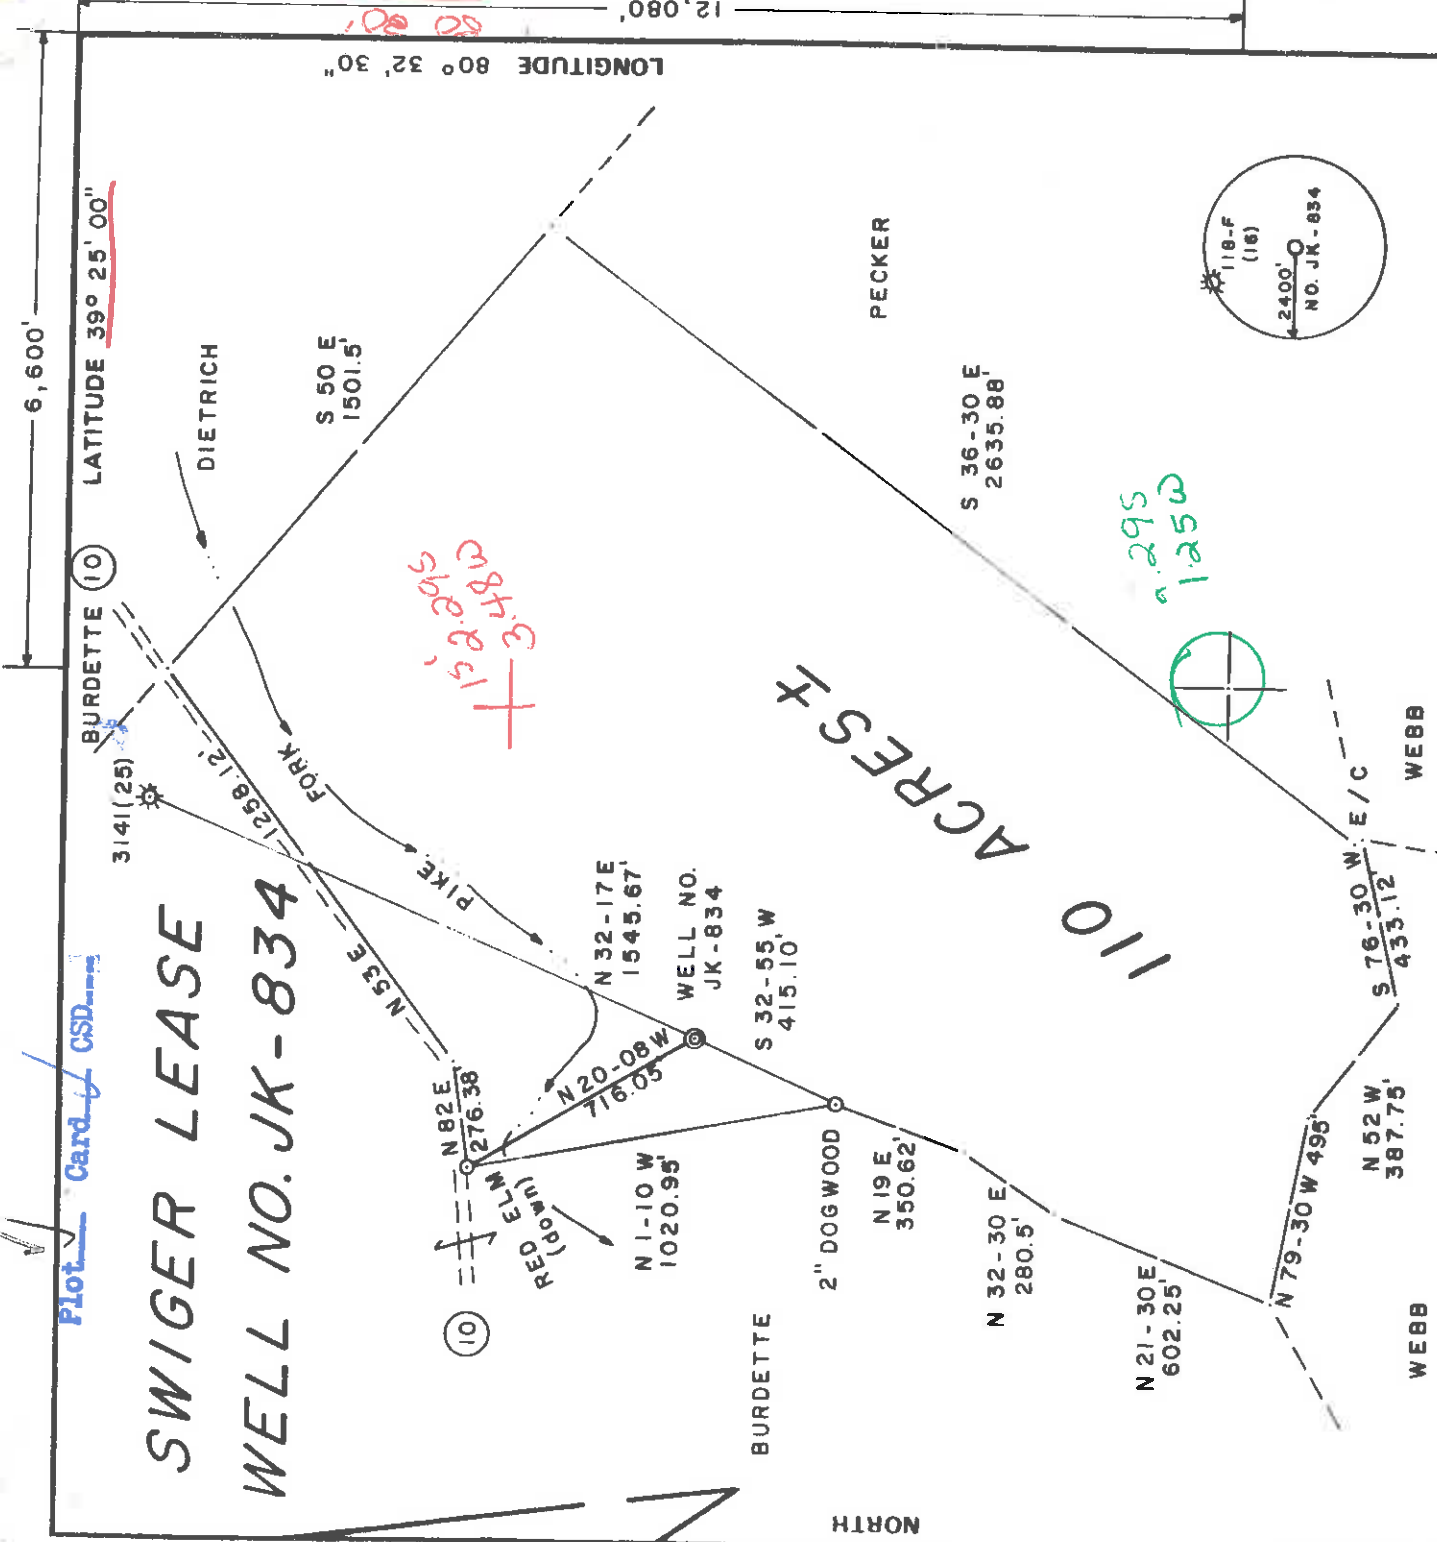 6,600'
12,080'
LATITUDE 39° 25' 00"
LONGITUDE 80° 32' 30"
Plot Card CSD
SWIGER LEASE
WELL NO. JK-834
BURDETTE
10
3141(25)
DIETRICH
S 50 E
1501.5'
N 53 E 1258.12'
PIKE
FORK
N 82 E
276.38'
10
RED ELM
(down)
N 20-08 W
716.05'
N 32-17 E
1545.67'
WELL NO.
JK-834
S 32-55 W
415.10'
N 1-10 W
1020.95'
2" DOGWOOD
N 19 E
350.62'
N 32-30 E
280.5'
N 21-30 E
602.25'
N 79-30 W 495'
N 52 W
387.75'
S 76-30 W
433.12'
E/C
S 36-30 E
2635.88'
110 ACRES±
PECKER
BURDETTE
WEBB
WEBB
118-F
(16)
2400'
NO. JK-834
2.29S
3.48W
.29S
1.25W
NORTH